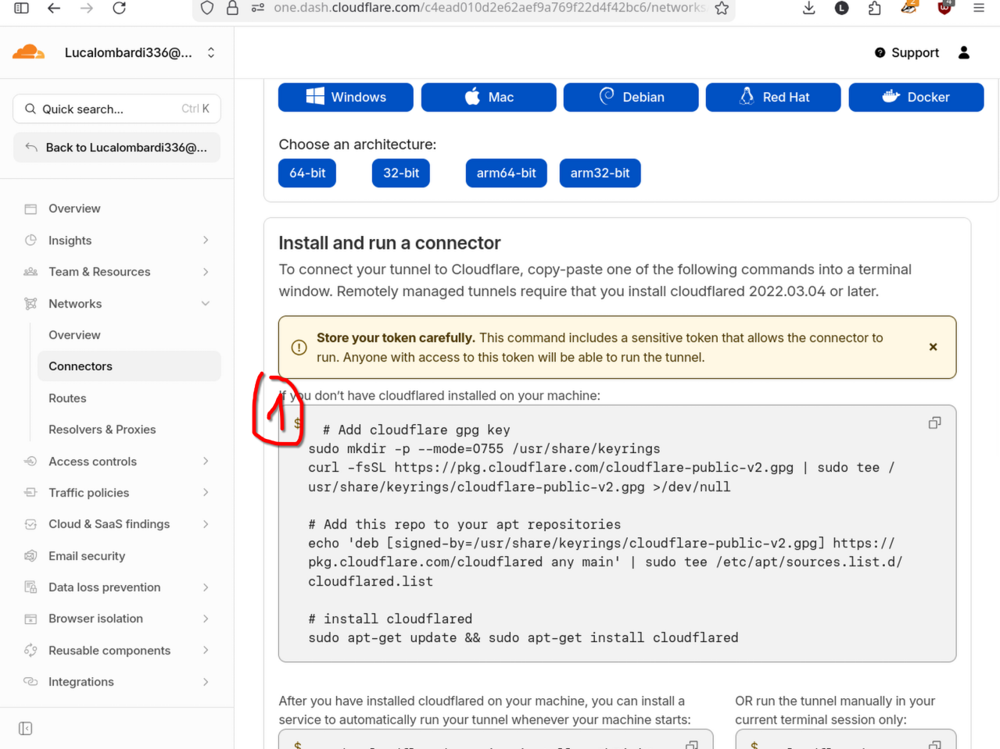 one.dash.cloudflare.com/c4ead010d2e62aef9a769f22d4f42bc6/networks
L
2
4
Lucalombardi336@...
Support
Quick search...
Ctrl K
Back to Lucalombardi336@...
Overview
Insights
Team & Resources
Networks
Overview
Connectors
Routes
Resolvers & Proxies
Access controls
Traffic policies
Cloud & SaaS findings
Email security
Data loss prevention
Browser isolation
Reusable components
Integrations
Windows
Mac
Debian
Red Hat
Docker
Choose an architecture:
64-bit
32-bit
arm64-bit
arm32-bit
Install and run a connector
To connect your tunnel to Cloudflare, copy-paste one of the following commands into a terminal
window. Remotely managed tunnels require that you install cloudflared 2022.03.04 or later.
Store your token carefully. This command includes a sensitive token that allows the connector to
run. Anyone with access to this token will be able to run the tunnel.
If you don’t have cloudflared installed on your machine:
1
$ # Add cloudflare gpg key
sudo mkdir -p --mode=0755 /usr/share/keyrings
curl -fsSL https://pkg.cloudflare.com/cloudflare-public-v2.gpg | sudo tee /
usr/share/keyrings/cloudflare-public-v2.gpg >/dev/null
# Add this repo to your apt repositories
echo 'deb [signed-by=/usr/share/keyrings/cloudflare-public-v2.gpg] https://
pkg.cloudflare.com/cloudflared any main' | sudo tee /etc/apt/sources.list.d/
cloudflared.list
# install cloudflared
sudo apt-get update && sudo apt-get install cloudflared
After you have installed cloudflared on your machine, you can install a
service to automatically run your tunnel whenever your machine starts:
$
OR run the tunnel manually in your
current terminal session only:
$